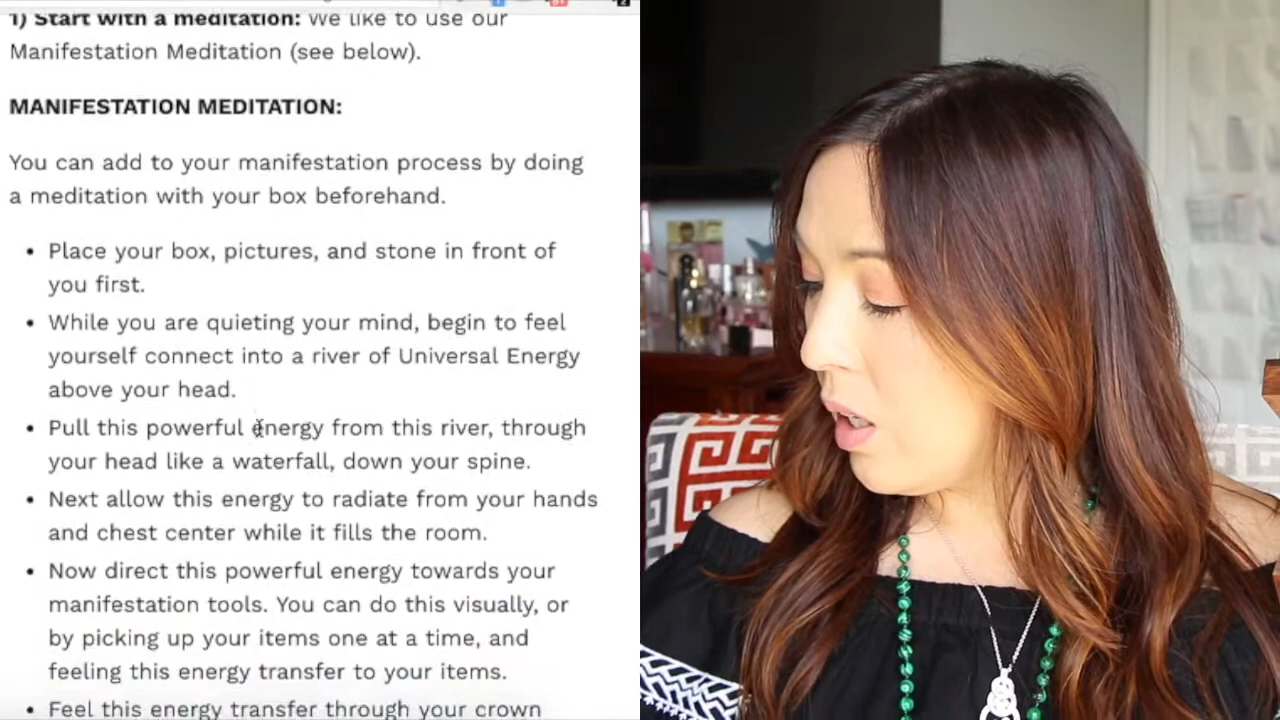 1) Start with a meditation: We like to use our
Manifestation Meditation (see below).
MANIFESTATION MEDITATION:
You can add to your manifestation process by doing
a meditation with your box beforehand.
• Place your box, pictures, and stone in front of
you first.
• While you are quieting your mind, begin to feel
yourself connect into a river of Universal Energy
above your head.
• Pull this powerful energy from this river, through
your head like a waterfall, down your spine.
• Next allow this energy to radiate from your hands
and chest center while it fills the room.
• Now direct this powerful energy towards your
manifestation tools. You can do this visually, or
by picking up your items one at a time, and
feeling this energy transfer to your items.
• Feel this energy transfer through your crown